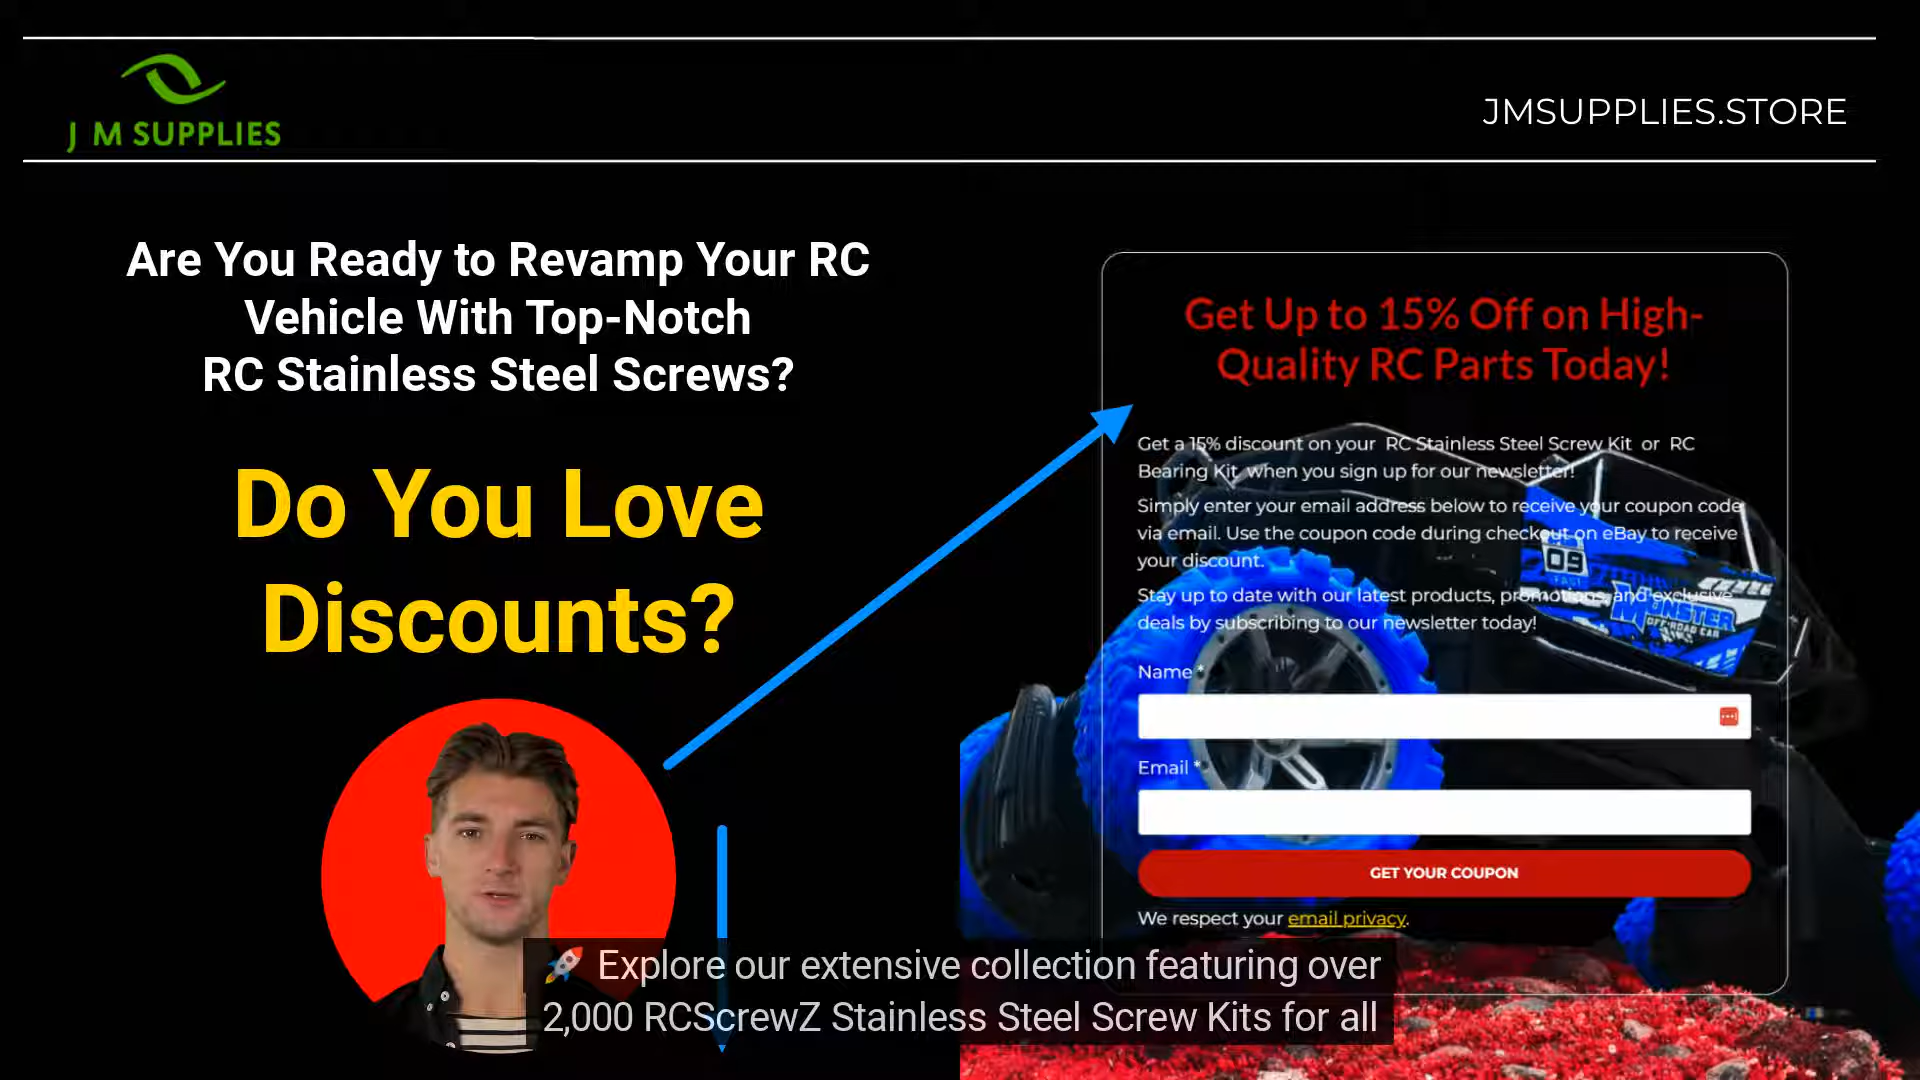 J M SUPPLIES
JMSUPPLIES.STORE
Are You Ready to Revamp Your RC
Vehicle With Top-Notch
RC Stainless Steel Screws?
Do You Love
Discounts?
Get Up to 15% Off on High-
Quality RC Parts Today!
Get a 15% discount on your RC Stainless Steel Screw Kit or RC
Bearing Kit when you sign up for our newsletter!
Simply enter your email address below to receive your coupon code
via email. Use the coupon code during checkout on eBay to receive
your discount.
Stay up to date with our latest products, promotions, and exclusive
deals by subscribing to our newsletter today!
09
MONSTER
OFF-ROAD CAR
Name *
Email *
GET YOUR COUPON
We respect your email privacy.
🚀 Explore our extensive collection featuring over
2,000 RCScrewZ Stainless Steel Screw Kits for all